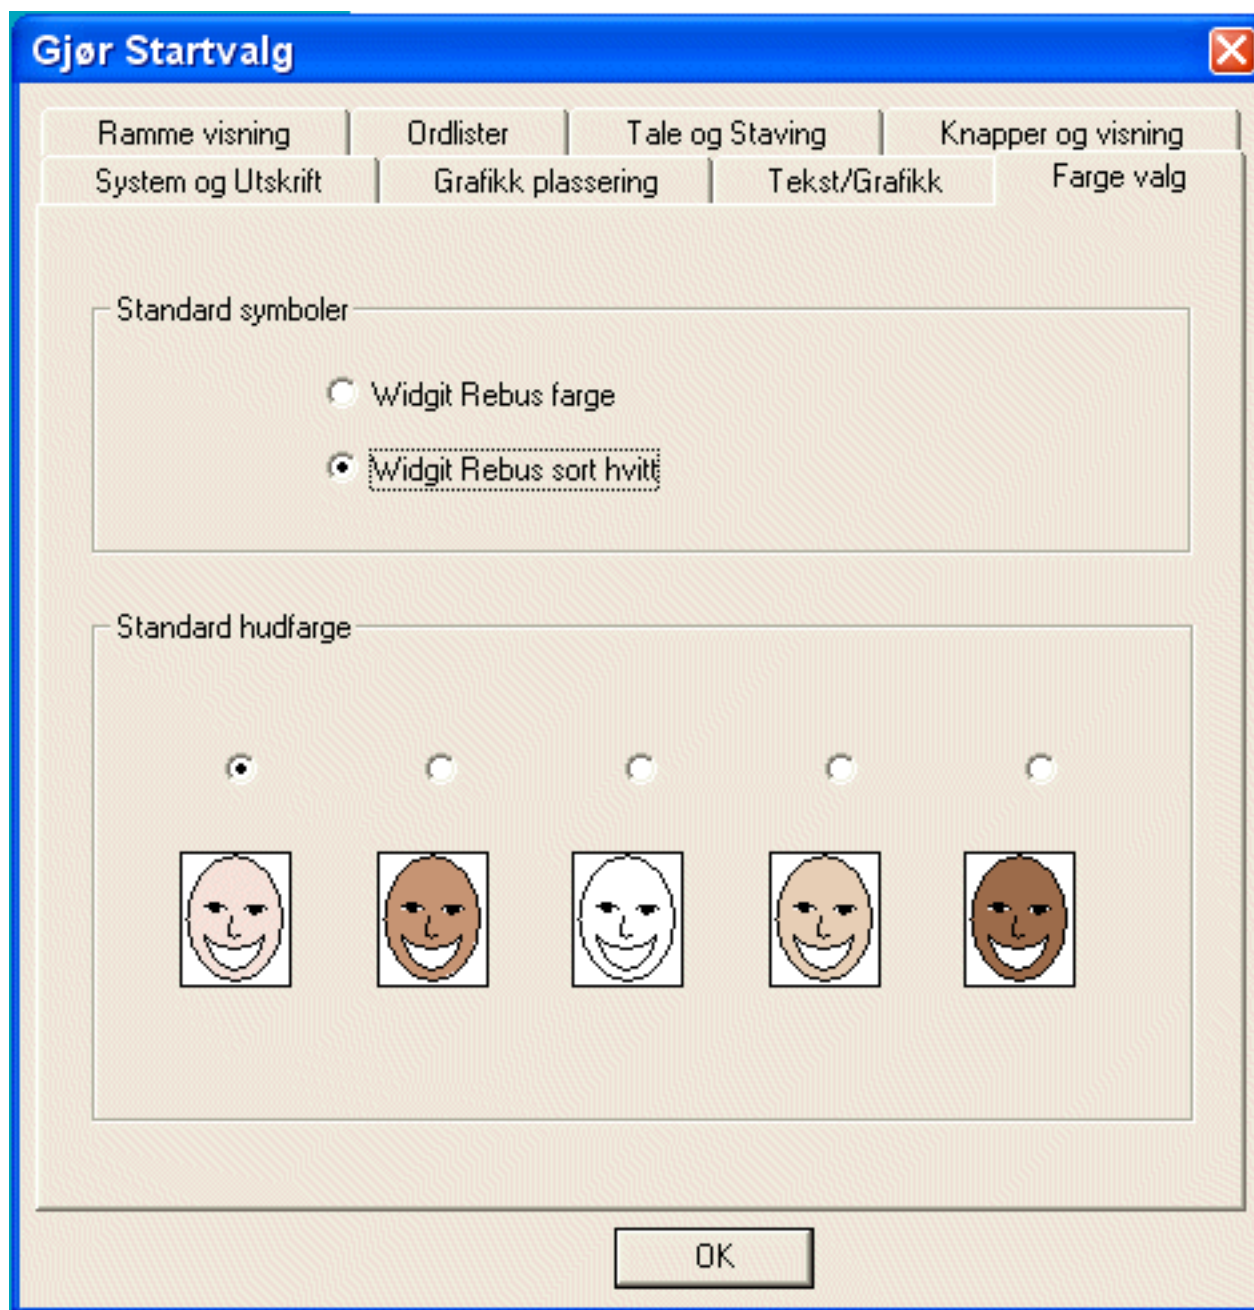 Gjør Startvalg
Ramme visning Ordlister Tale og Staving Knapper og visning
System og Utskrift Grafikk plassering Tekst/Grafikk Farge valg
Standard symboler
Widgit Rebus farge
Widgit Rebus sort hvitt
Standard hudfarge
OK